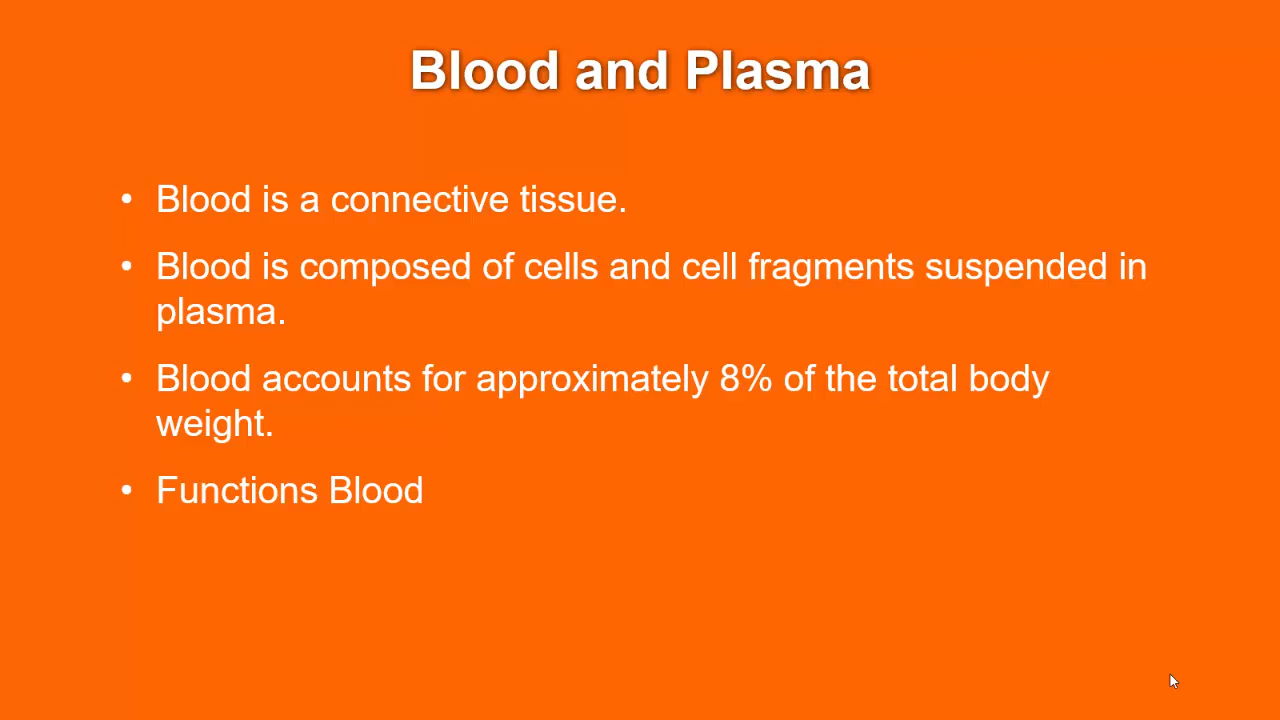 Blood and Plasma
• Blood is a connective tissue.
• Blood is composed of cells and cell fragments suspended in
plasma.
• Blood accounts for approximately 8% of the total body
weight.
• Functions Blood